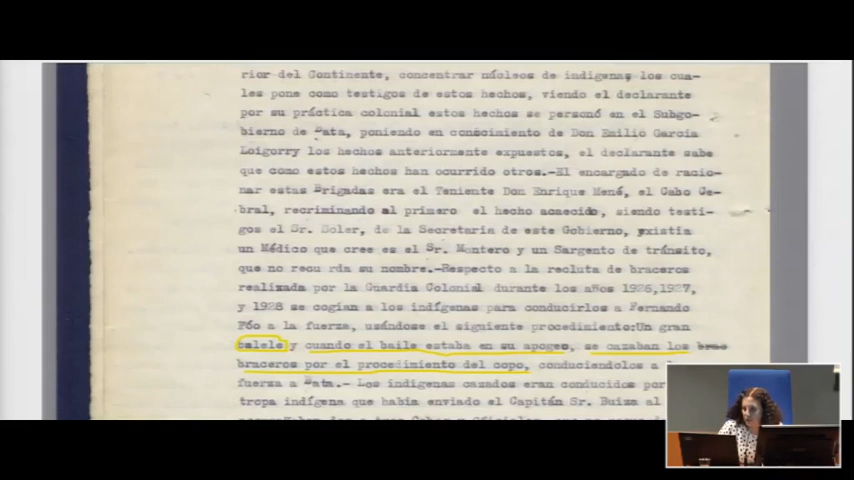 rior del Continente, concentrar núcleos de indigenas los cua-
les pone como testigos de estos hechos, viendo el declarante
por su práctica colonial estos hechos se personó en el Subgo-
bierno de Bata, poniendo en conocimiento de Don Emilio García
Loigorry los hechos anteriormente expuestos, el declarante sabe
que como estos hechos han ocurrido otros.-El encargado de racio-
nar estas Brigadas era el Teniente Don Enrique Mené, el Cabo Ce-
bral, recriminando al primero el hecho acaecido, siendo testi-
gos el Sr. Soler, de la Secretaria de este Gobierno, existia
un Médico que cree es el Sr. Montero y un Sargento de tránsito,
que no recu rda su nombre.-Respecto a la recluta de braceros
realizada por la Guardia Colonial durante los años 1926,1927,
y 1928 se cogian a los indígenas para conducirlos a Fernando
Póo a la fuerza, usándose el siguiente procedimiento:Un gran
balele y cuando el baile estaba en su apogeo, se cazaban los
braceros por el procedimiento del copo, conduciendolos a
fuerza a Bata.- Los indigenas cazados eran conducidos por
tropa indígena que habia enviado el Capitán Sr. Buiza al